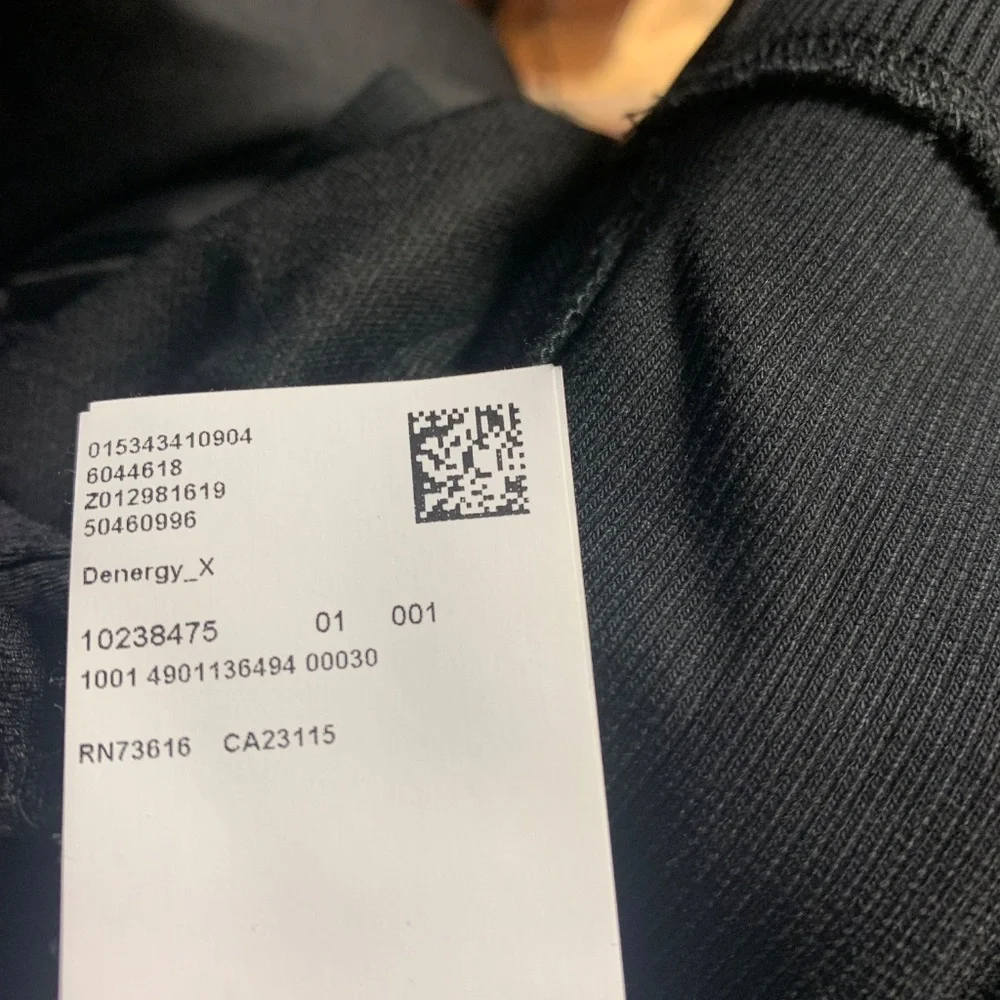 015343410904
6044618
Z012981619
50460996
Denergy_X
10238475 01 001
1001 4901136494 00030
RN73616 CA23115